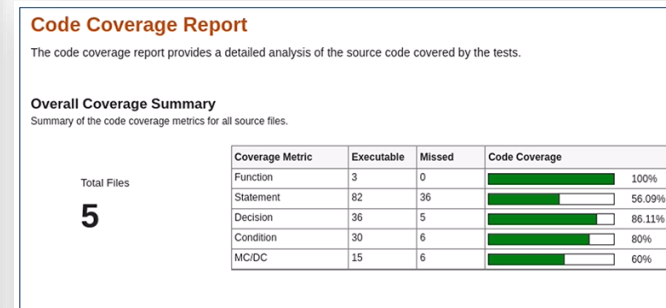 Code Coverage Report
The code coverage report provides a detailed analysis of the source code covered by the tests.
Overall Coverage Summary
Summary of the code coverage metrics for all source files.
Total Files
5
Coverage Metric Executable Missed Code Coverage
Function 3 0 100%
Statement 82 36 56.09%
Decision 36 5 86.11%
Condition 30 6 80%
MC/DC 15 6 60%